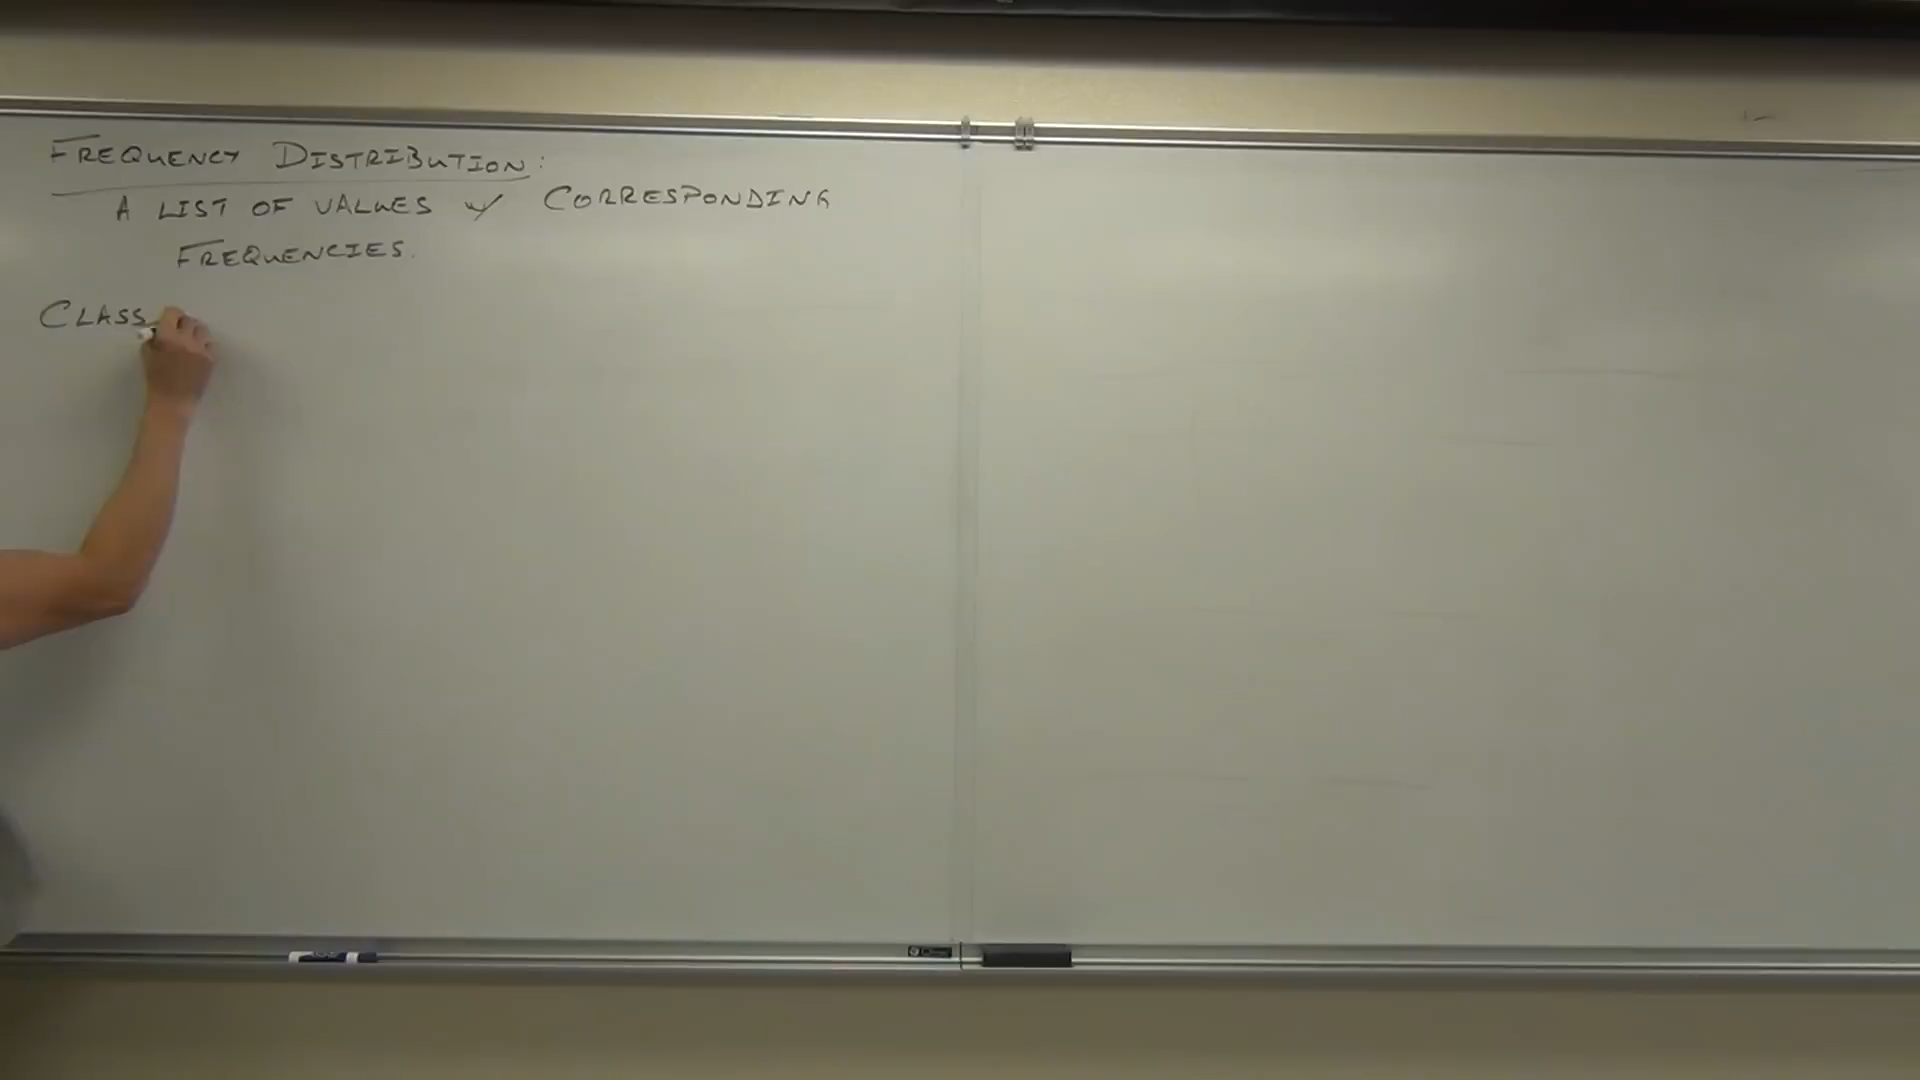 FREQUENCY DISTRIBUTION:
A LIST OF VALUES w/ CORRESPONDING
FREQUENCIES.
CLASS